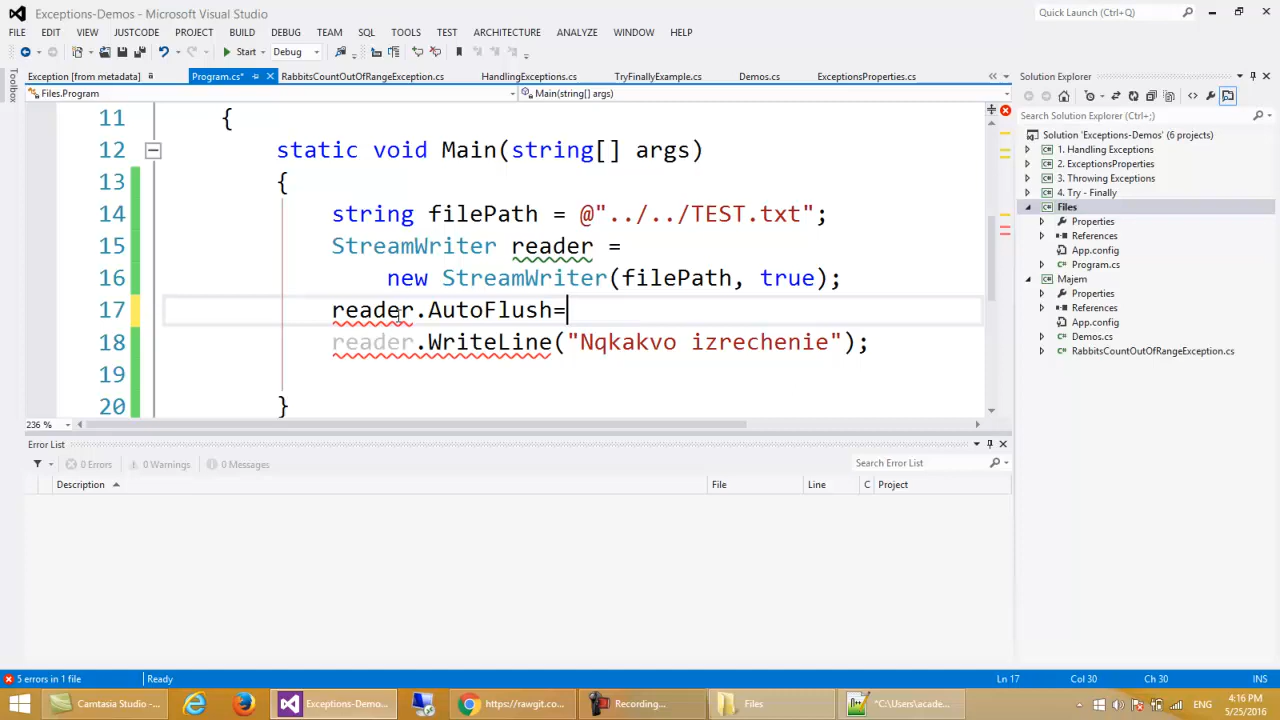 Exceptions-Demos - Microsoft Visual Studio
Quick Launch (Ctrl+Q)
FILE EDIT VIEW JUSTCODE PROJECT BUILD DEBUG TEAM SQL TOOLS TEST ARCHITECTURE ANALYZE WINDOW HELP
Start Debug
Exception [from metadata] Program.cs* RabbitsCountOutOfRangeException.cs HandlingExceptions.cs TryFinallyExample.cs Demos.cs ExceptionsProperties.cs
Files.Program Main(string[] args)
Toolbox
11 {
12 static void Main(string[] args)
13 {
14 string filePath = @"../../TEST.txt";
15 StreamWriter reader =
16 new StreamWriter(filePath, true);
17 reader.AutoFlush=
18 reader.WriteLine("Nqkakvo izrechenie");
19
20 }
236 %
Error List
0 Errors 0 Warnings 0 Messages
Search Error List
Description File Line C Project
Solution Explorer
Search Solution Explorer (Ctrl+;)
Solution 'Exceptions-Demos' (6 projects)
1. Handling Exceptions
2. ExceptionsProperties
3. Throwing Exceptions
4. Try - Finally
Files
Properties
References
App.config
Program.cs
Majem
Properties
References
App.config
Demos.cs
RabbitsCountOutOfRangeException.cs
5 errors in 1 file Ready Ln 17 Col 30 Ch 30 INS
Camtasia Studio -... Exceptions-Demo... https://rawgit.co... Recording... Files *C:\Users\acade... ENG 4:16 PM
5/25/2016